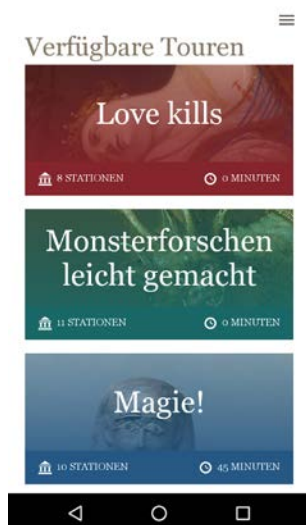 Verfügbare Touren
Love kills
8 STATIONEN
0 MINUTEN
Monsterforschen
leicht gemacht
11 STATIONEN
0 MINUTEN
Magie!
10 STATIONEN
45 MINUTEN